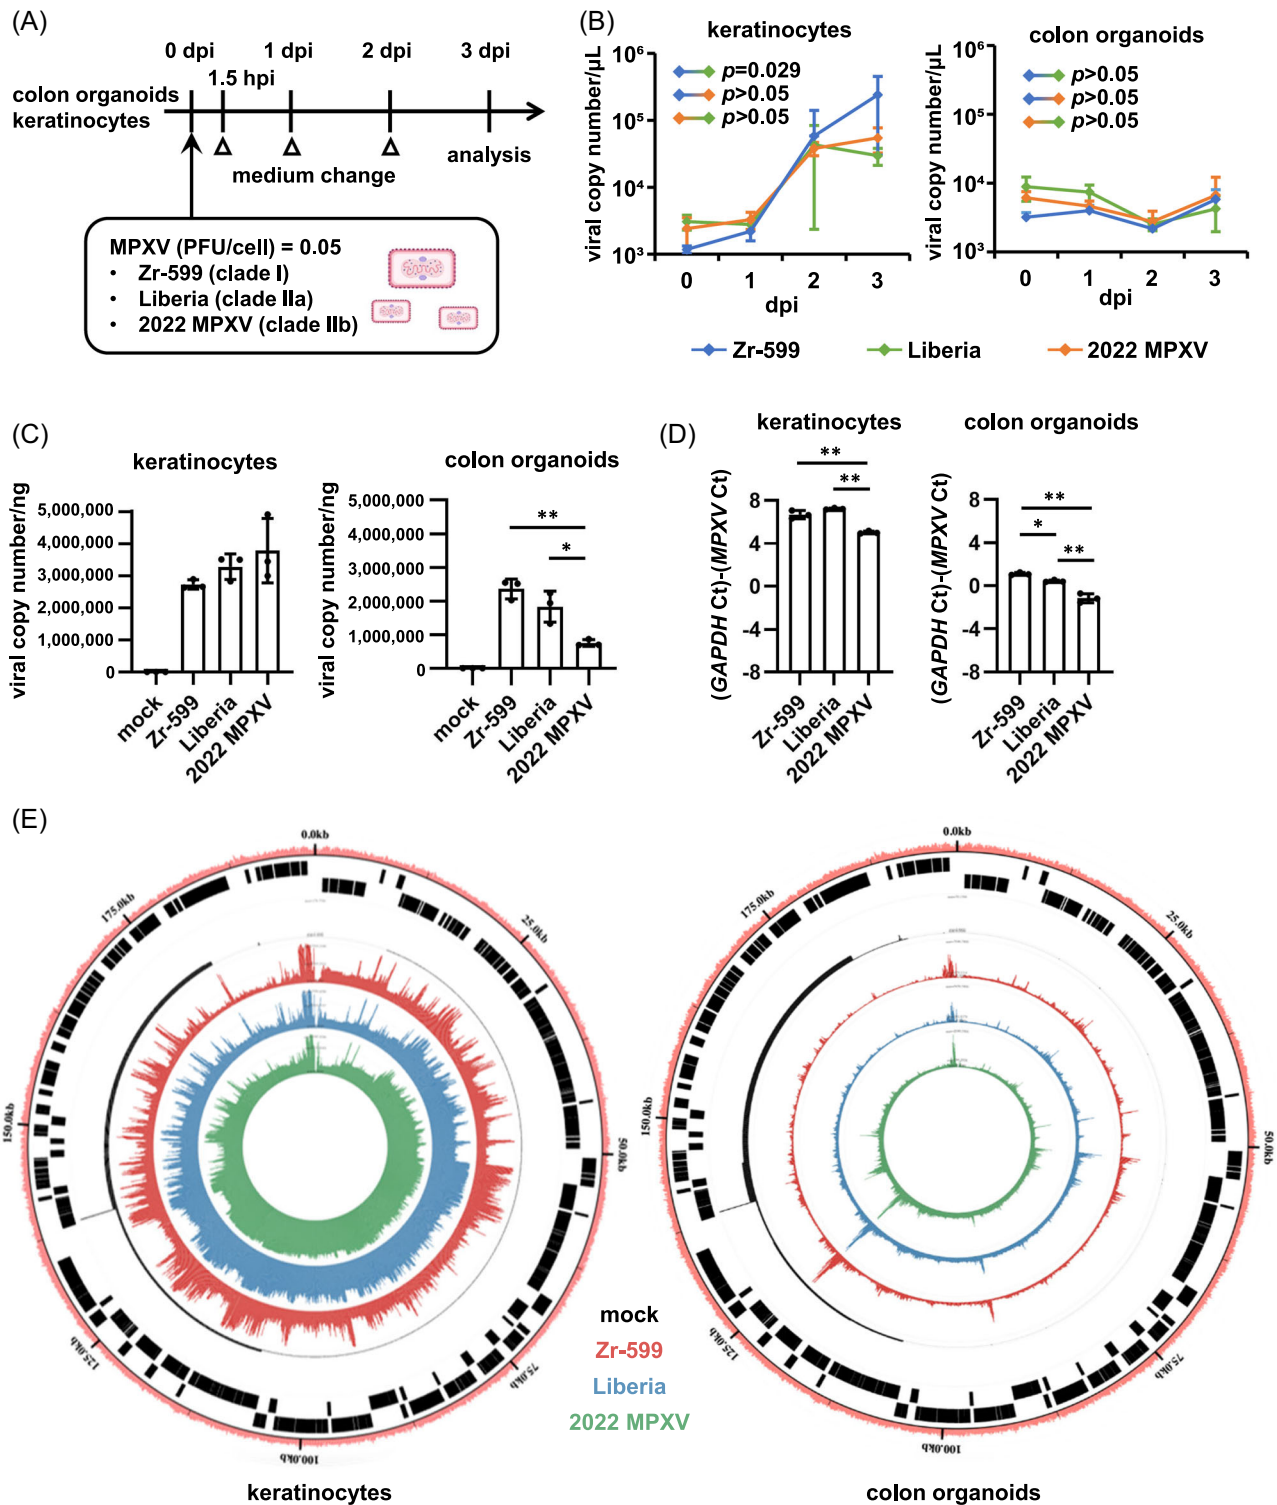 (A)
0 dpi 1 dpi 2 dpi 3 dpi
1.5 hpi
colon organoids
keratinocytes
medium change
analysis
MPXV (PFU/cell) = 0.05
• Zr-599 (clade I)
• Liberia (clade IIa)
• 2022 MPXV (clade IIb)
(B)
keratinocytes
viral copy number/µL
10⁶
10⁵
10⁴
10³
p=0.029
p>0.05
p>0.05
0 1 2 3
dpi
colon organoids
viral copy number/µL
10⁶
10⁵
10⁴
10³
p>0.05
p>0.05
p>0.05
0 1 2 3
dpi
Zr-599 Liberia 2022 MPXV
(C)
keratinocytes
viral copy number/ng
5,000,000
4,000,000
3,000,000
2,000,000
1,000,000
0
mock
Zr-599
Liberia
2022 MPXV
colon organoids
viral copy number/ng
5,000,000
4,000,000
3,000,000
2,000,000
1,000,000
0
**
*
mock
Zr-599
Liberia
2022 MPXV
(D)
keratinocytes
(GAPDH Ct)-(MPXV Ct)
8
4
0
-4
-8
**
**
Zr-599
Liberia
2022 MPXV
colon organoids
(GAPDH Ct)-(MPXV Ct)
8
4
0
-4
-8
**
*
**
Zr-599
Liberia
2022 MPXV
(E)
0.0kb
25.0kb
50.0kb
75.0kb
100.0kb
125.0kb
150.0kb
175.0kb
keratinocytes
mock
Zr-599
Liberia
2022 MPXV
0.0kb
25.0kb
50.0kb
75.0kb
100.0kb
125.0kb
150.0kb
175.0kb
colon organoids